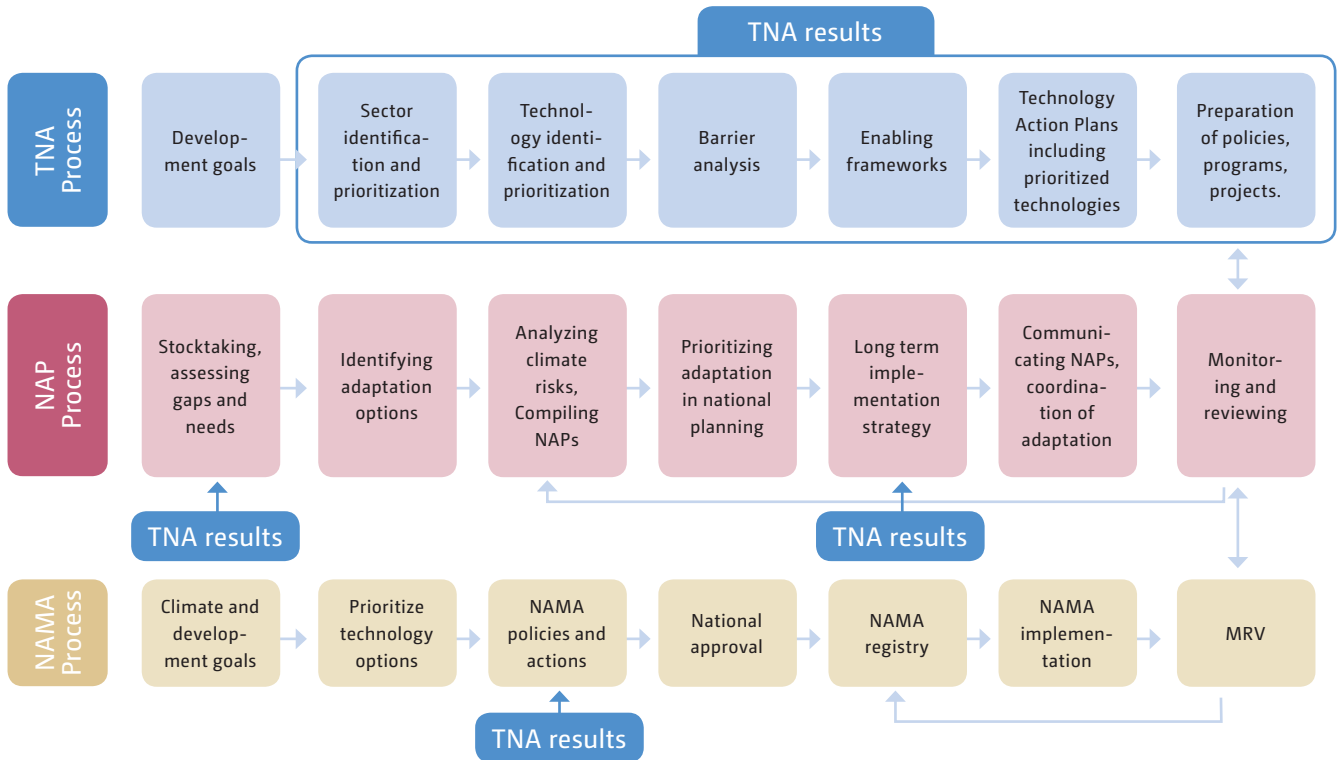 TNA results
TNA
Process
Develop-
ment goals
Sector
identifica-
tion and
prioritization
Technol-
ogy identi-
fication and
prioritization
Barrier
analysis
Enabling
frameworks
Technology
Action Plans
including
prioritized
technologies
Preparation
of policies,
programs,
projects.
NAP
Process
Stocktaking,
assessing
gaps and
needs
Identifying
adaptation
options
Analyzing
climate
risks,
Compiling
NAPs
Prioritizing
adaptation
in national
planning
Long term
imple-
mentation
strategy
Communi-
cating NAPs,
coordina-
tion of
adaptation
Monitor-
ing and
reviewing
TNA results
TNA results
NAMA
Process
Climate and
develop-
ment goals
Prioritize
technology
options
NAMA
policies and
actions
National
approval
NAMA
registry
NAMA
implemen-
tation
MRV
TNA results